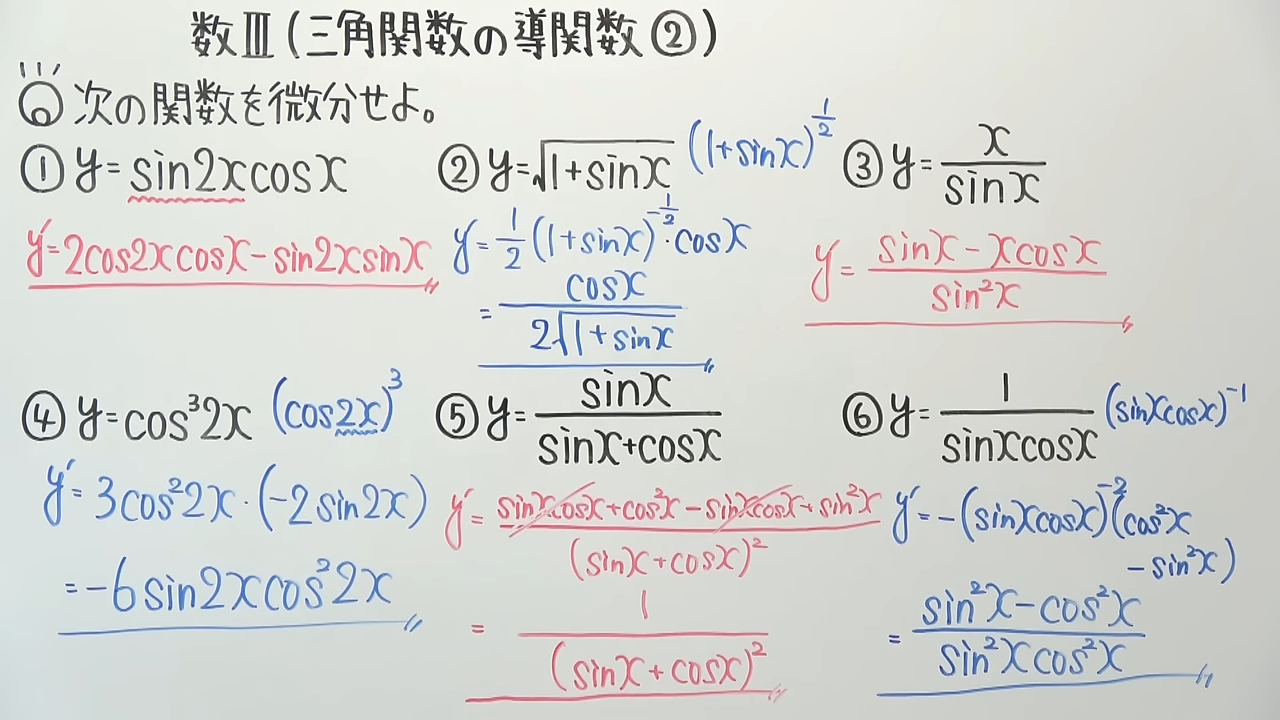 数Ⅲ(三角関数の導関数②)
Q 次の関数を微分せよ。
① y=sin2xcosx
y'=2cos2xcosx-sin2xsinx
② y=√(1+sinx) (1+sinx)^(1/2)
y'=1/2(1+sinx)^(-1/2)・cosx
=cosx/(2√(1+sinx))
③ y=x/sinx
y'=(sinx-xcosx)/sin²x
④ y=cos³2x (cos2x)³
y'=3cos²2x・(-2sin2x)
=-6sin2xcos²2x
⑤ y=sinx/(sinx+cosx)
y'=(sinxcosx+cos²x-sinxcosx+sin²x)/(sinx+cosx)²
=1/(sinx+cosx)²
⑥ y=1/(sinxcosx) (sinxcosx)⁻¹
y'=-(sinxcosx)⁻²(cos²x
-sin²x)
=(sin²x-cos²x)/(sin²xcos²x)